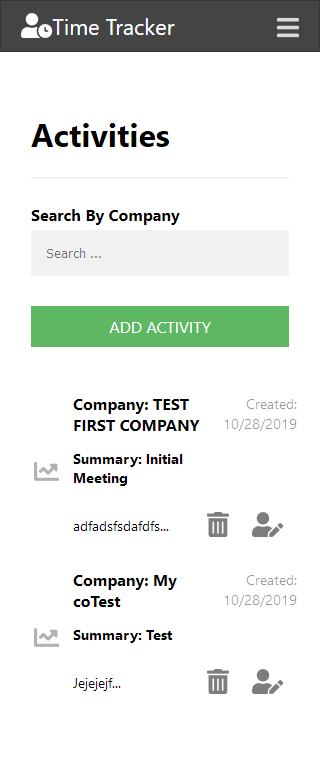 Time Tracker
Activities
Search By Company
Search ...
ADD ACTIVITY
Company: TEST
FIRST COMPANY
Created:
10/28/2019
Summary: Initial
Meeting
adfadsfsdafdfs...
Company: My
coTest
Created:
10/28/2019
Summary: Test
Jejejejf...